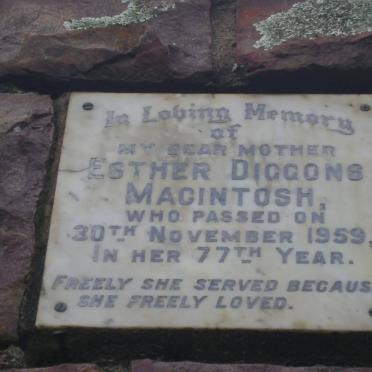 In Loving Memory
of
MY DEAR MOTHER
ESTHER DIGGONS
MACINTOSH,
WHO PASSED ON
30TH NOVEMBER 1959,
IN HER 77TH YEAR.
FREELY SHE SERVED BECAUS
SHE FREELY LOVED.